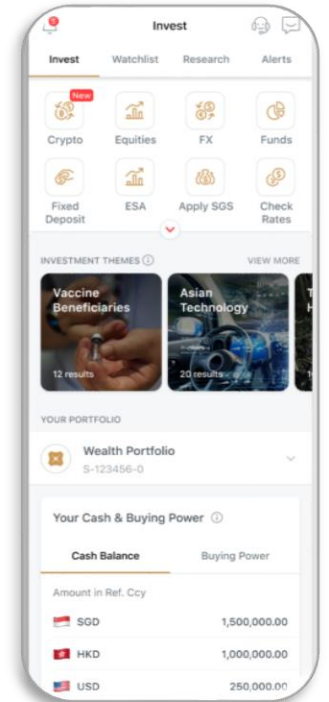 Invest
Invest Watchlist Research Alerts
New
Crypto Equities FX Funds
Fixed Deposit ESA Apply SGS Check Rates
INVESTMENT THEMES VIEW MORE
Vaccine Beneficiaries
Asian Technology
12 results
20 results
YOUR PORTFOLIO
Wealth Portfolio
S-123456-0
Your Cash & Buying Power
Cash Balance Buying Power
Amount in Ref. Ccy
SGD 1,500,000.00
HKD 1,000,000.00
USD 250,000.00